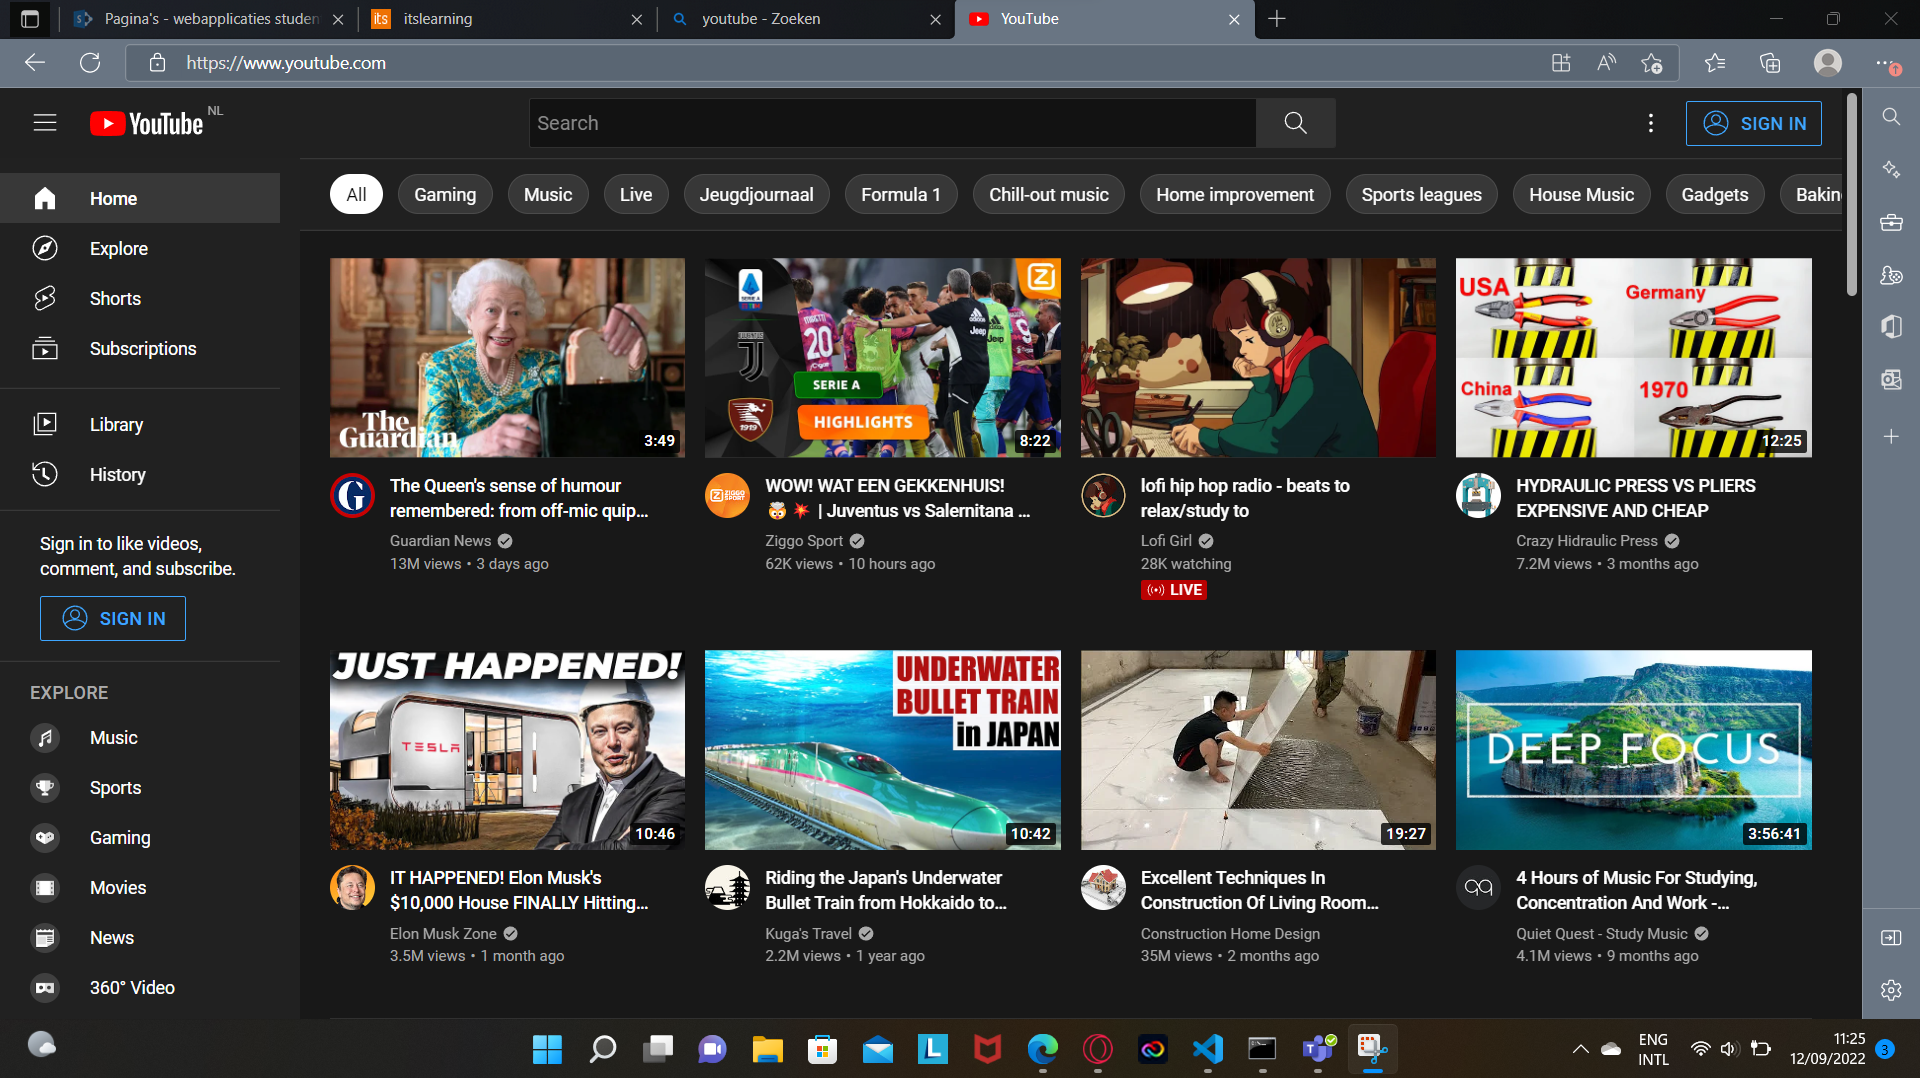 Pagina's - webapplicaties studen
itslearning
youtube - Zoeken
YouTube
https://www.youtube.com
YouTube NL
Search
SIGN IN
All
Gaming
Music
Live
Jeugdjournaal
Formula 1
Chill-out music
Home improvement
Sports leagues
House Music
Gadgets
Bakin
Home
Explore
Shorts
Subscriptions
Library
History
Sign in to like videos,
comment, and subscribe.
SIGN IN
EXPLORE
Music
Sports
Gaming
Movies
News
360° Video
The
Guardian
3:49
The Queen's sense of humour
remembered: from off-mic quip...
Guardian News
13M views • 3 days ago
SERIE A
HIGHLIGHTS
1919
20
9
Jeep
Jeep
8:22
WOW! WAT EEN GEKKENHUIS!
🤯 💥 | Juventus vs Salernitana ...
Ziggo Sport
62K views • 10 hours ago
lofi hip hop radio - beats to
relax/study to
Lofi Girl
28K watching
LIVE
USA
Germany
China
1970
12:25
HYDRAULIC PRESS VS PLIERS
EXPENSIVE AND CHEAP
Crazy Hidraulic Press
7.2M views • 3 months ago
JUST HAPPENED!
TESLA
10:46
IT HAPPENED! Elon Musk's
$10,000 House FINALLY Hitting...
Elon Musk Zone
3.5M views • 1 month ago
UNDERWATER
BULLET TRAIN
in JAPAN
10:42
Riding the Japan's Underwater
Bullet Train from Hokkaido to...
Kuga's Travel
2.2M views • 1 year ago
19:27
Excellent Techniques In
Construction Of Living Room...
Construction Home Design
35M views • 2 months ago
DEEP FOCUS
3:56:41
4 Hours of Music For Studying,
Concentration And Work -...
Quiet Quest - Study Music
4.1M views • 9 months ago
ENG
INTL
11:25
12/09/2022
3